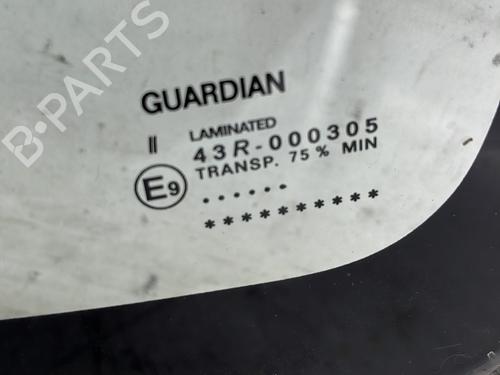 B-PARTS
GUARDIAN
II LAMINATED
43R-000305
TRANSP. 75% MIN
E9
......
**********